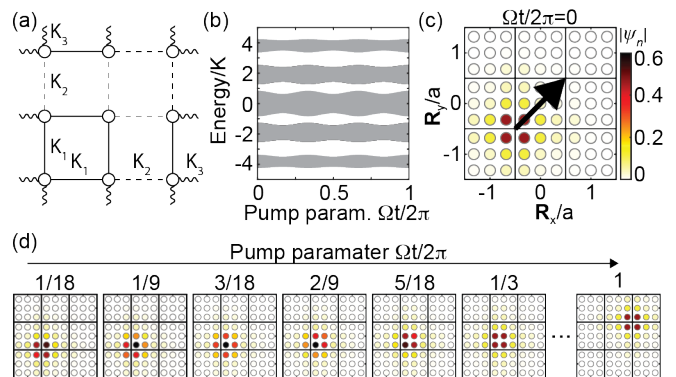 (a)
K3
K2
K1
K1
K2
K3
(b)
Energy/K
4
2
0
-2
-4
0
0.5
1
Pump param. Ωt/2π
(c)
Ωt/2π=0
|ψn|
Ry/a
1
0
-1
-1
0
1
Rx/a
0.6
0.4
0.2
0
(d)
Pump paramater Ωt/2π
1/18
1/9
3/18
2/9
5/18
1/3
...
1